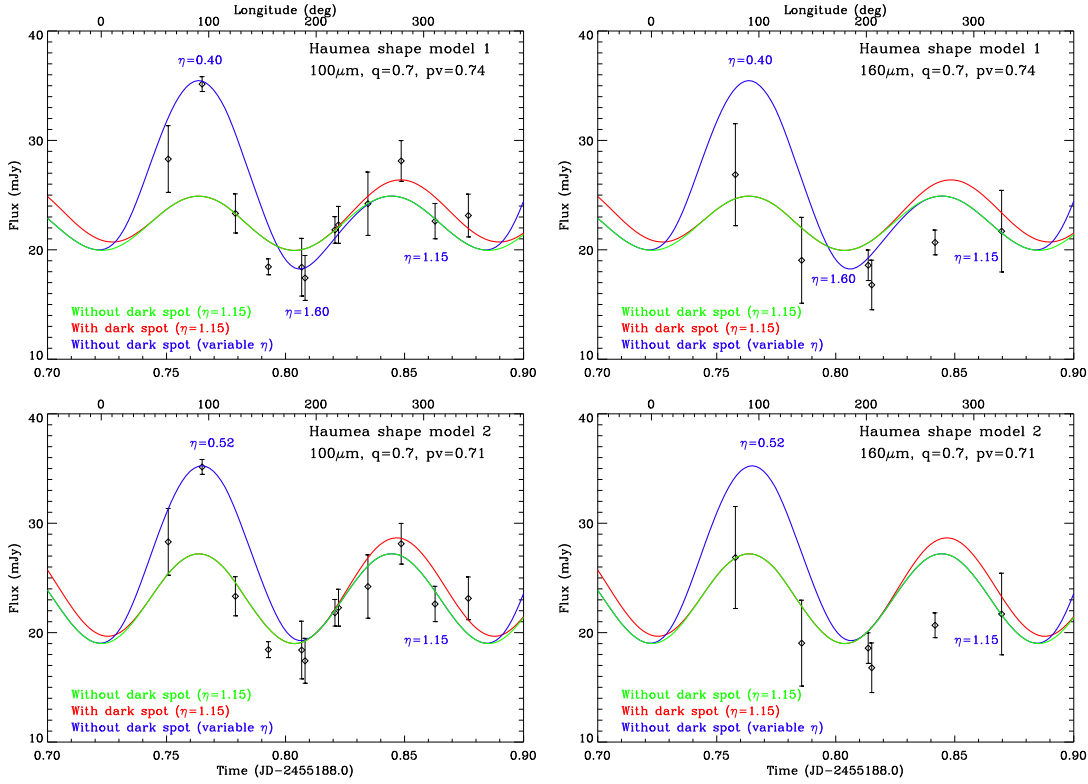 Longitude (deg)
0 100 200 300
Haumea shape model 1
100μm, q=0.7, pv=0.74
η=0.40
η=1.15
η=1.60
Without dark spot (η=1.15)
With dark spot (η=1.15)
Without dark spot (variable η)
Flux (mJy)
40
30
20
10
0.70 0.75 0.80 0.85 0.90
Longitude (deg)
0 100 200 300
Haumea shape model 1
160μm, q=0.7, pv=0.74
η=0.40
η=1.15
η=1.60
Without dark spot (η=1.15)
With dark spot (η=1.15)
Without dark spot (variable η)
Flux (mJy)
40
30
20
10
0.70 0.75 0.80 0.85 0.90
0 100 200 300
Haumea shape model 2
100μm, q=0.7, pv=0.71
η=0.52
η=1.15
Without dark spot (η=1.15)
With dark spot (η=1.15)
Without dark spot (variable η)
Flux (mJy)
40
30
20
10
0.70 0.75 0.80 0.85 0.90
Time (JD-2455188.0)
0 100 200 300
Haumea shape model 2
160μm, q=0.7, pv=0.71
η=0.52
η=1.15
Without dark spot (η=1.15)
With dark spot (η=1.15)
Without dark spot (variable η)
Flux (mJy)
40
30
20
10
0.70 0.75 0.80 0.85 0.90
Time (JD-2455188.0)